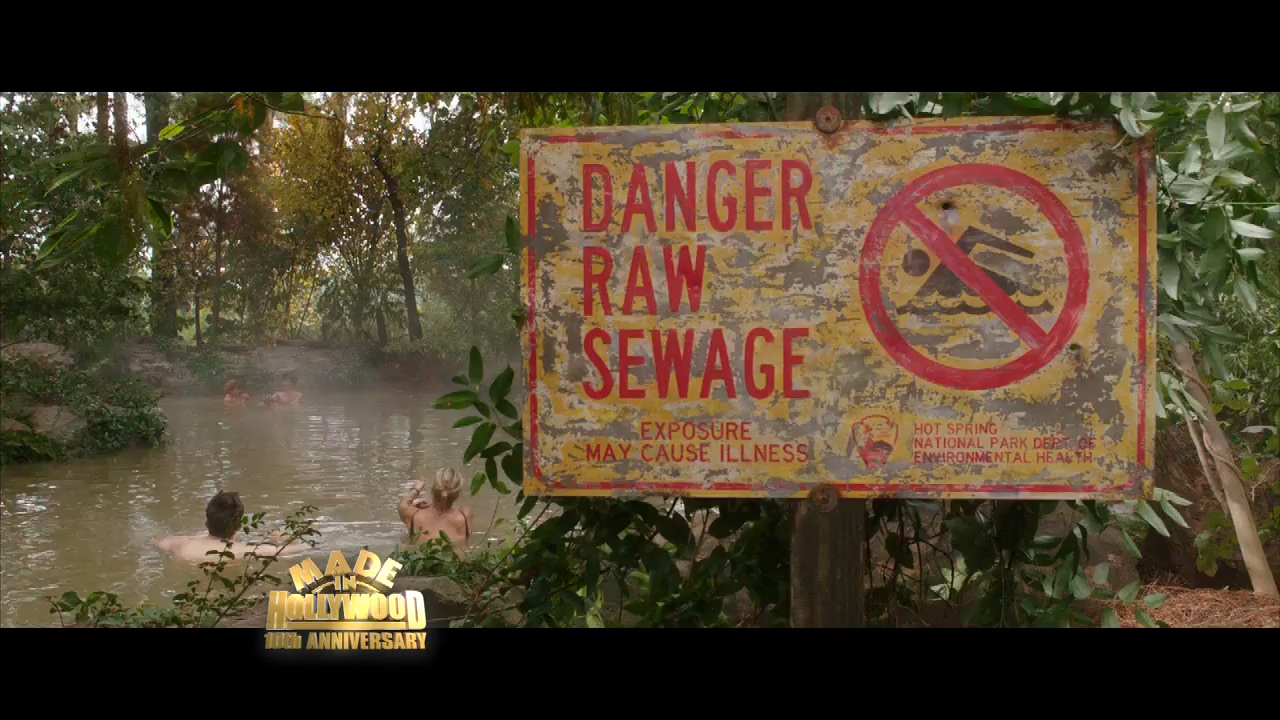 DANGER
RAW
SEWAGE
EXPOSURE
MAY CAUSE ILLNESS
HOT SPRING
NATIONAL PARK DEPT. OF
ENVIRONMENTAL HEALTH
MADE
IN
HOLLYWOOD
10th ANNIVERSARY